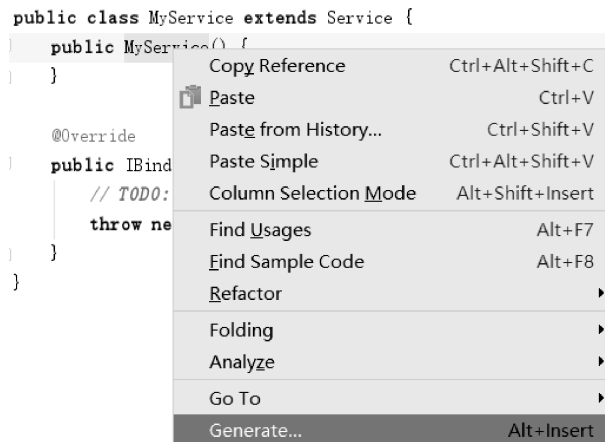 public class MyService extends Service {
public MyService() {
}
@Override
public IBind
// TODO:
throw ne
}
}
Copy Reference Ctrl+Alt+Shift+C
Paste Ctrl+V
Paste from History... Ctrl+Shift+V
Paste Simple Ctrl+Alt+Shift+V
Column Selection Mode Alt+Shift+Insert
Find Usages Alt+F7
Find Sample Code Alt+F8
Refactor
Folding
Analyze
Go To
Generate... Alt+Insert